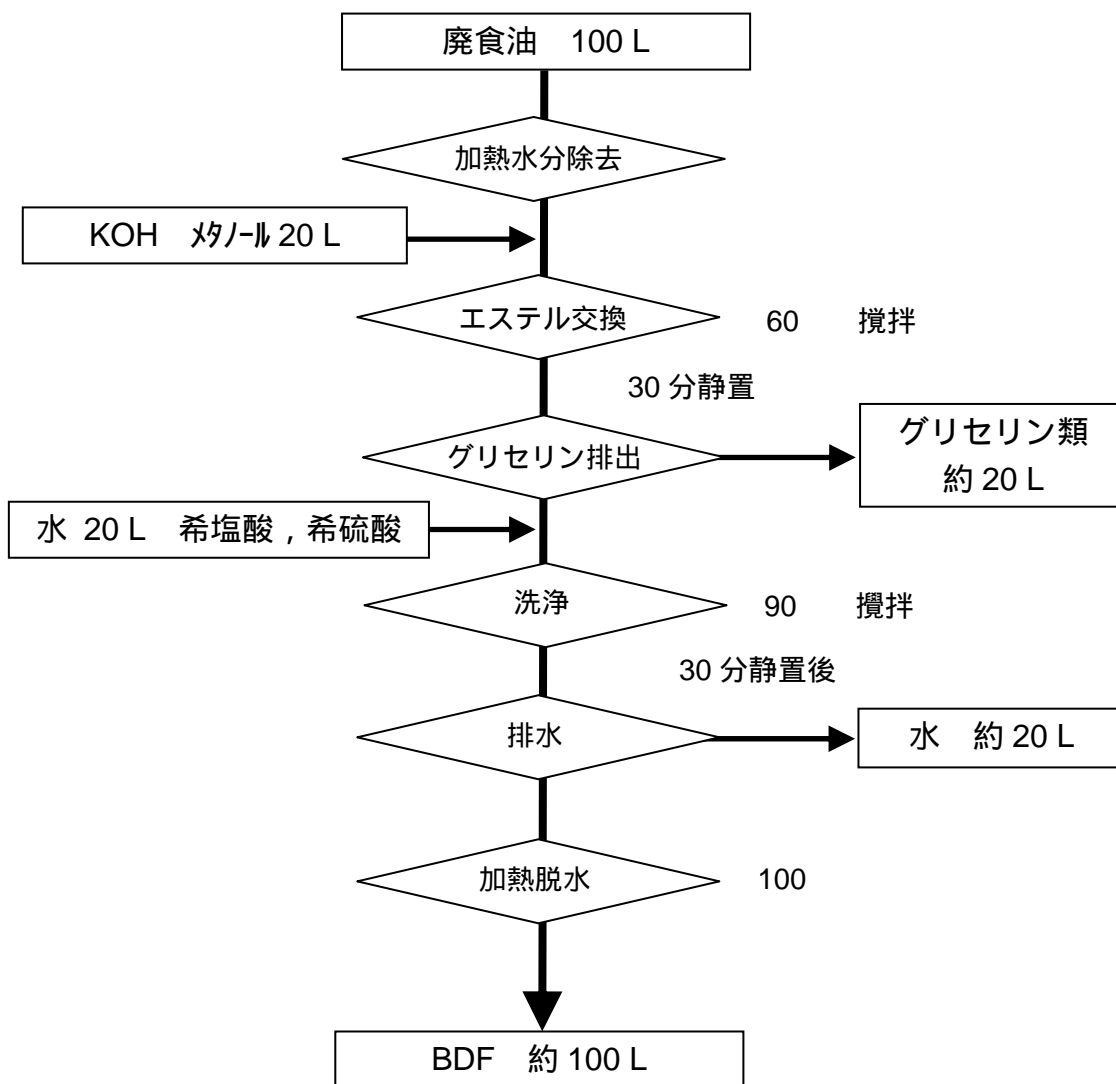 廃食油　100 L
加熱水分除去
KOH　ﾒﾀﾉｰﾙ 20 L
エステル交換
60　　攪拌
30 分静置
グリセリン排出
グリセリン類
約 20 L
水 20 L　希塩酸，希硫酸
洗浄
90　　攪拌
30 分静置後
排水
水　約 20 L
加熱脱水
100
BDF　約 100 L